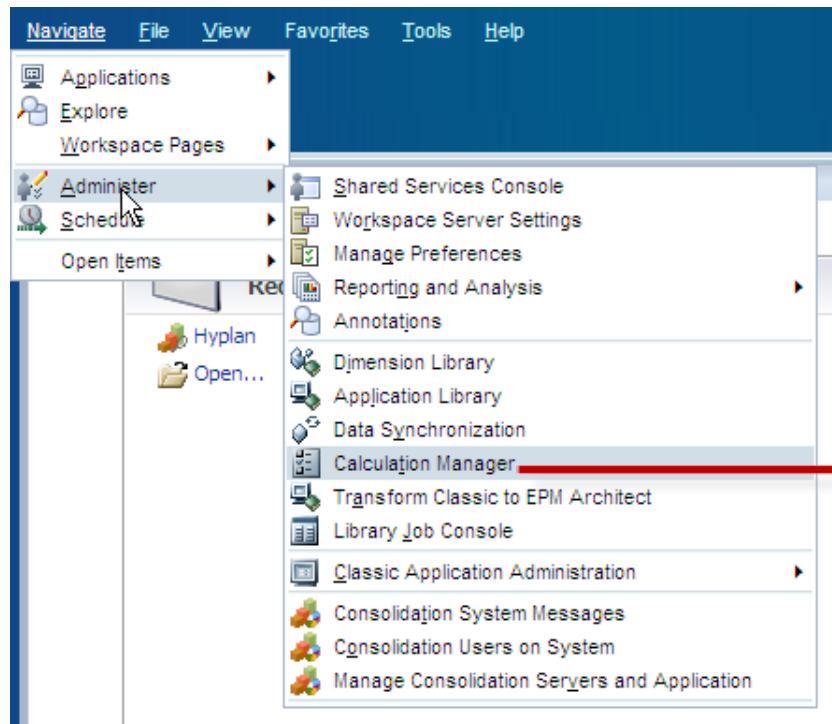 Navigate File View Favorites Tools Help
Applications
Explore
Workspace Pages
Administer
Schedule
Open Items
Shared Services Console
Workspace Server Settings
Manage Preferences
Reporting and Analysis
Annotations
Dimension Library
Application Library
Data Synchronization
Calculation Manager
Transform Classic to EPM Architect
Library Job Console
Classic Application Administration
Consolidation System Messages
Consolidation Users on System
Manage Consolidation Servers and Application
Hyplan
Open...